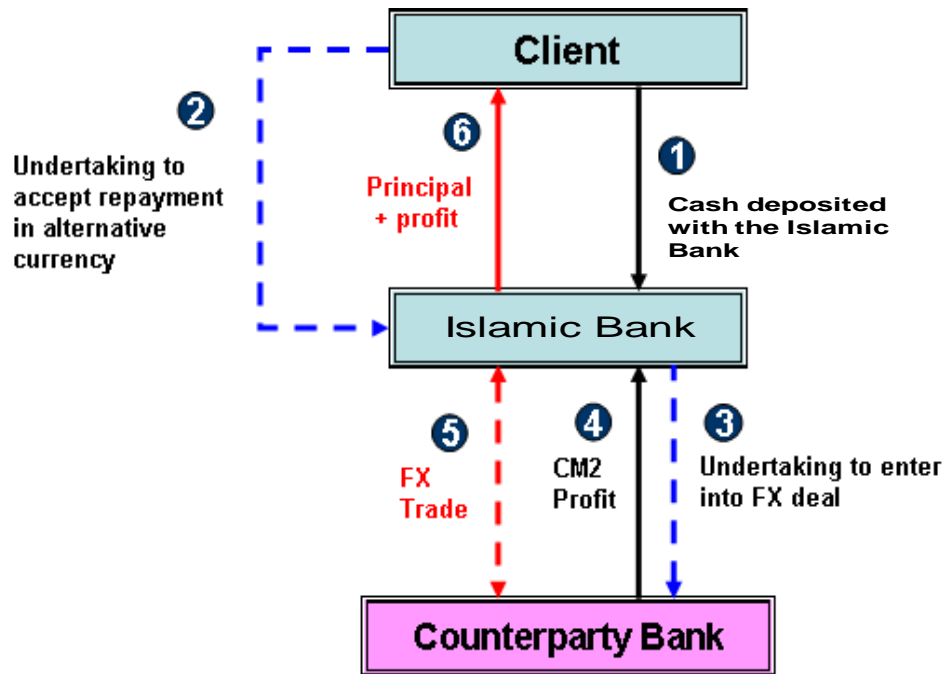 Client
2
Undertaking to
accept repayment
in alternative
currency
6
Principal
+ profit
1
Cash deposited
with the Islamic
Bank
Islamic Bank
5
FX
Trade
4
CM2
Profit
3
Undertaking to enter
into FX deal
Counterparty Bank